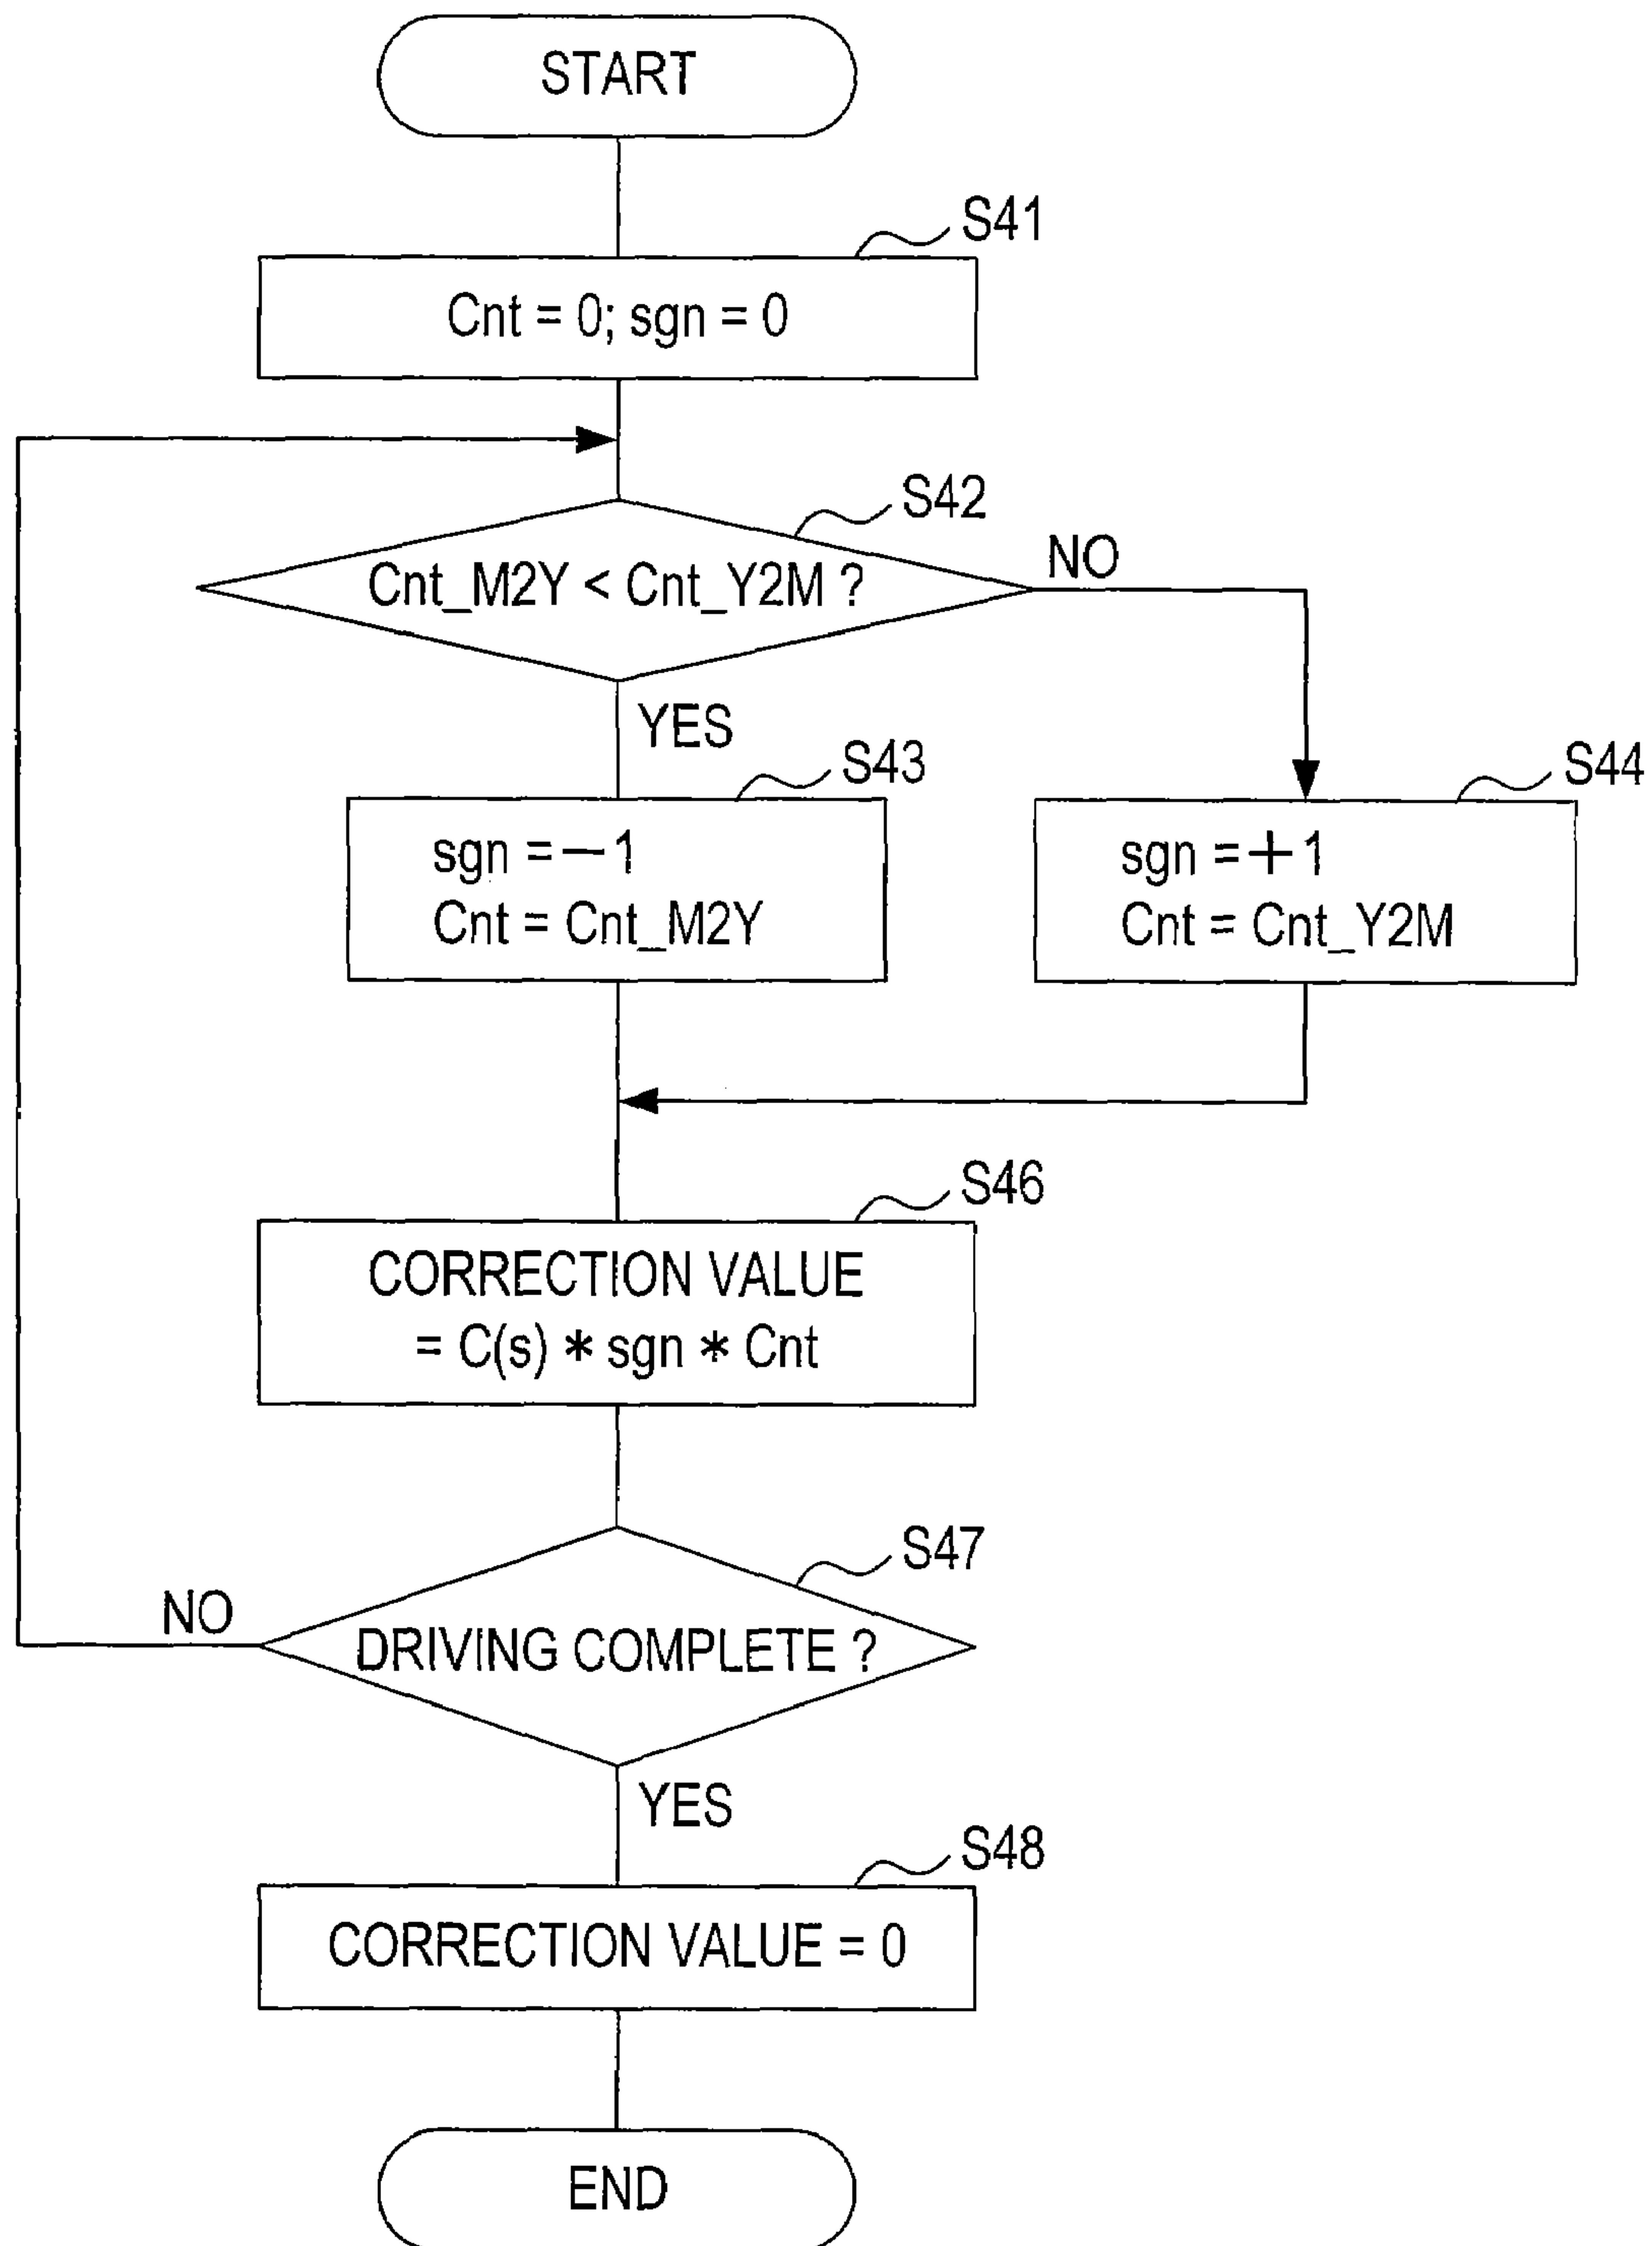 START
S41
Cnt = 0; sgn = 0
S42
Cnt_M2Y < Cnt_Y2M ?
NO
YES
S43
sgn = −1
Cnt = Cnt_M2Y
S44
sgn = +1
Cnt = Cnt_Y2M
S46
CORRECTION VALUE
= C(s) * sgn * Cnt
S47
NO
DRIVING COMPLETE ?
YES
S48
CORRECTION VALUE = 0
END